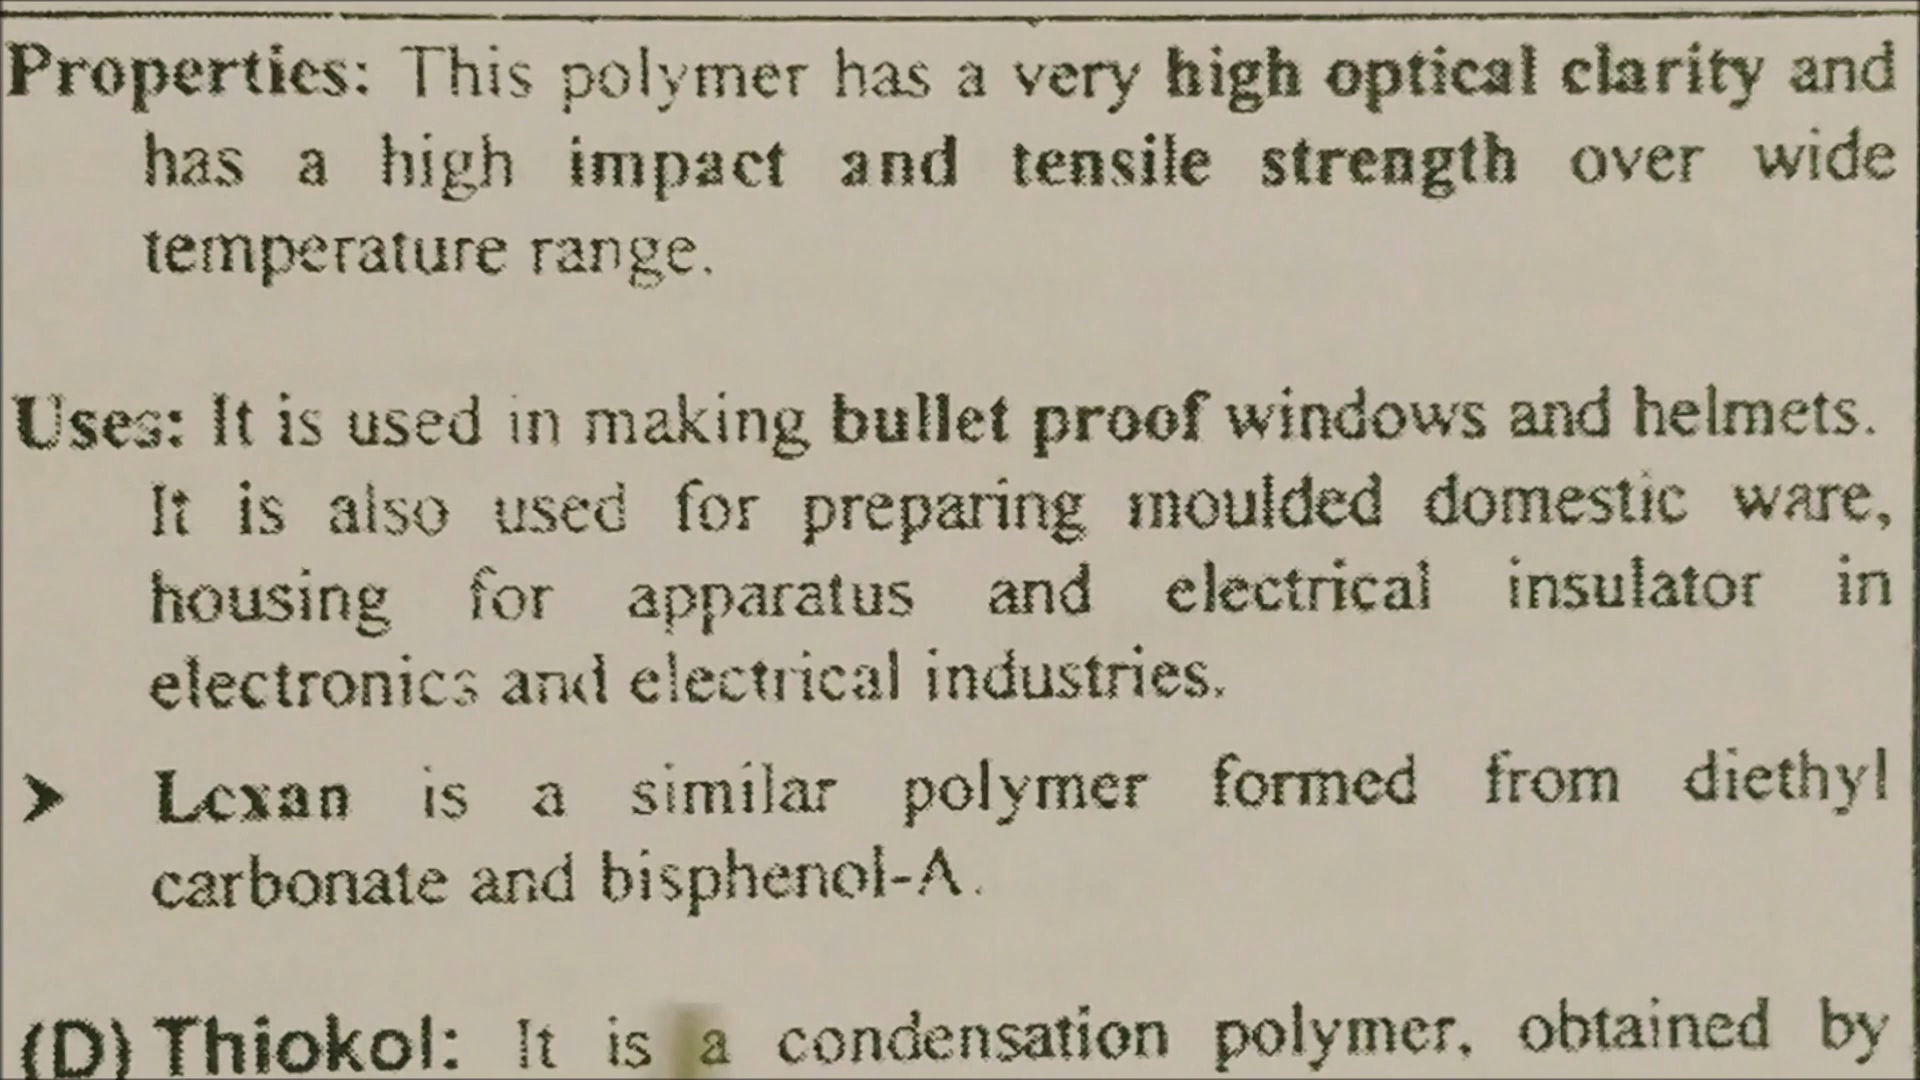 Properties: This polymer has a very high optical clarity and
has a high impact and tensile strength over wide
temperature range.
Uses: It is used in making bullet proof windows and helmets.
It is also used for preparing moulded domestic ware,
housing for apparatus and electrical insulator in
electronics and electrical industries.
➤ Lexan is a similar polymer formed from diethyl
carbonate and bisphenol-A.
(D) Thiokol: It is a condensation polymer, obtained by